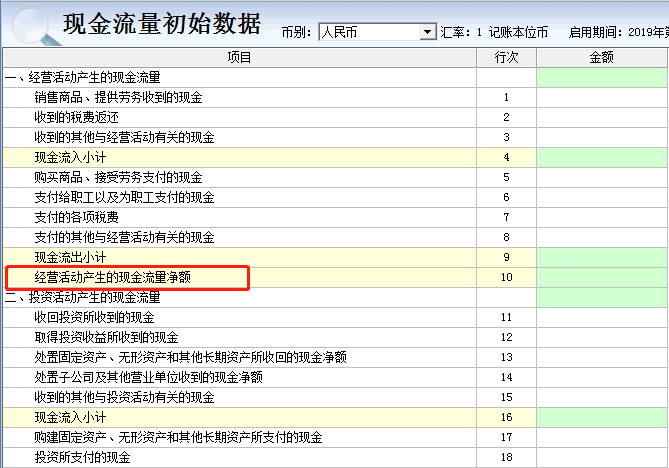 现金流量初始数据 币别：人民币 汇率：1 记账本位币 启用期间：2019年第
项目 行次 金额
一、经营活动产生的现金流量
销售商品、提供劳务收到的现金 1
收到的税费返还 2
收到的其他与经营活动有关的现金 3
现金流入小计 4
购买商品、接受劳务支付的现金 5
支付给职工以及为职工支付的现金 6
支付的各项税费 7
支付的其他与经营活动有关的现金 8
现金流出小计 9
经营活动产生的现金流量净额 10
二、投资活动产生的现金流量
收回投资所收到的现金 11
取得投资收益所收到的现金 12
处置固定资产、无形资产和其他长期资产所收回的现金净额 13
处置子公司及其他营业单位收到的现金净额 14
收到的其他与投资活动有关的现金 15
现金流入小计 16
购建固定资产、无形资产和其他长期资产所支付的现金 17
投资所支付的现金 18